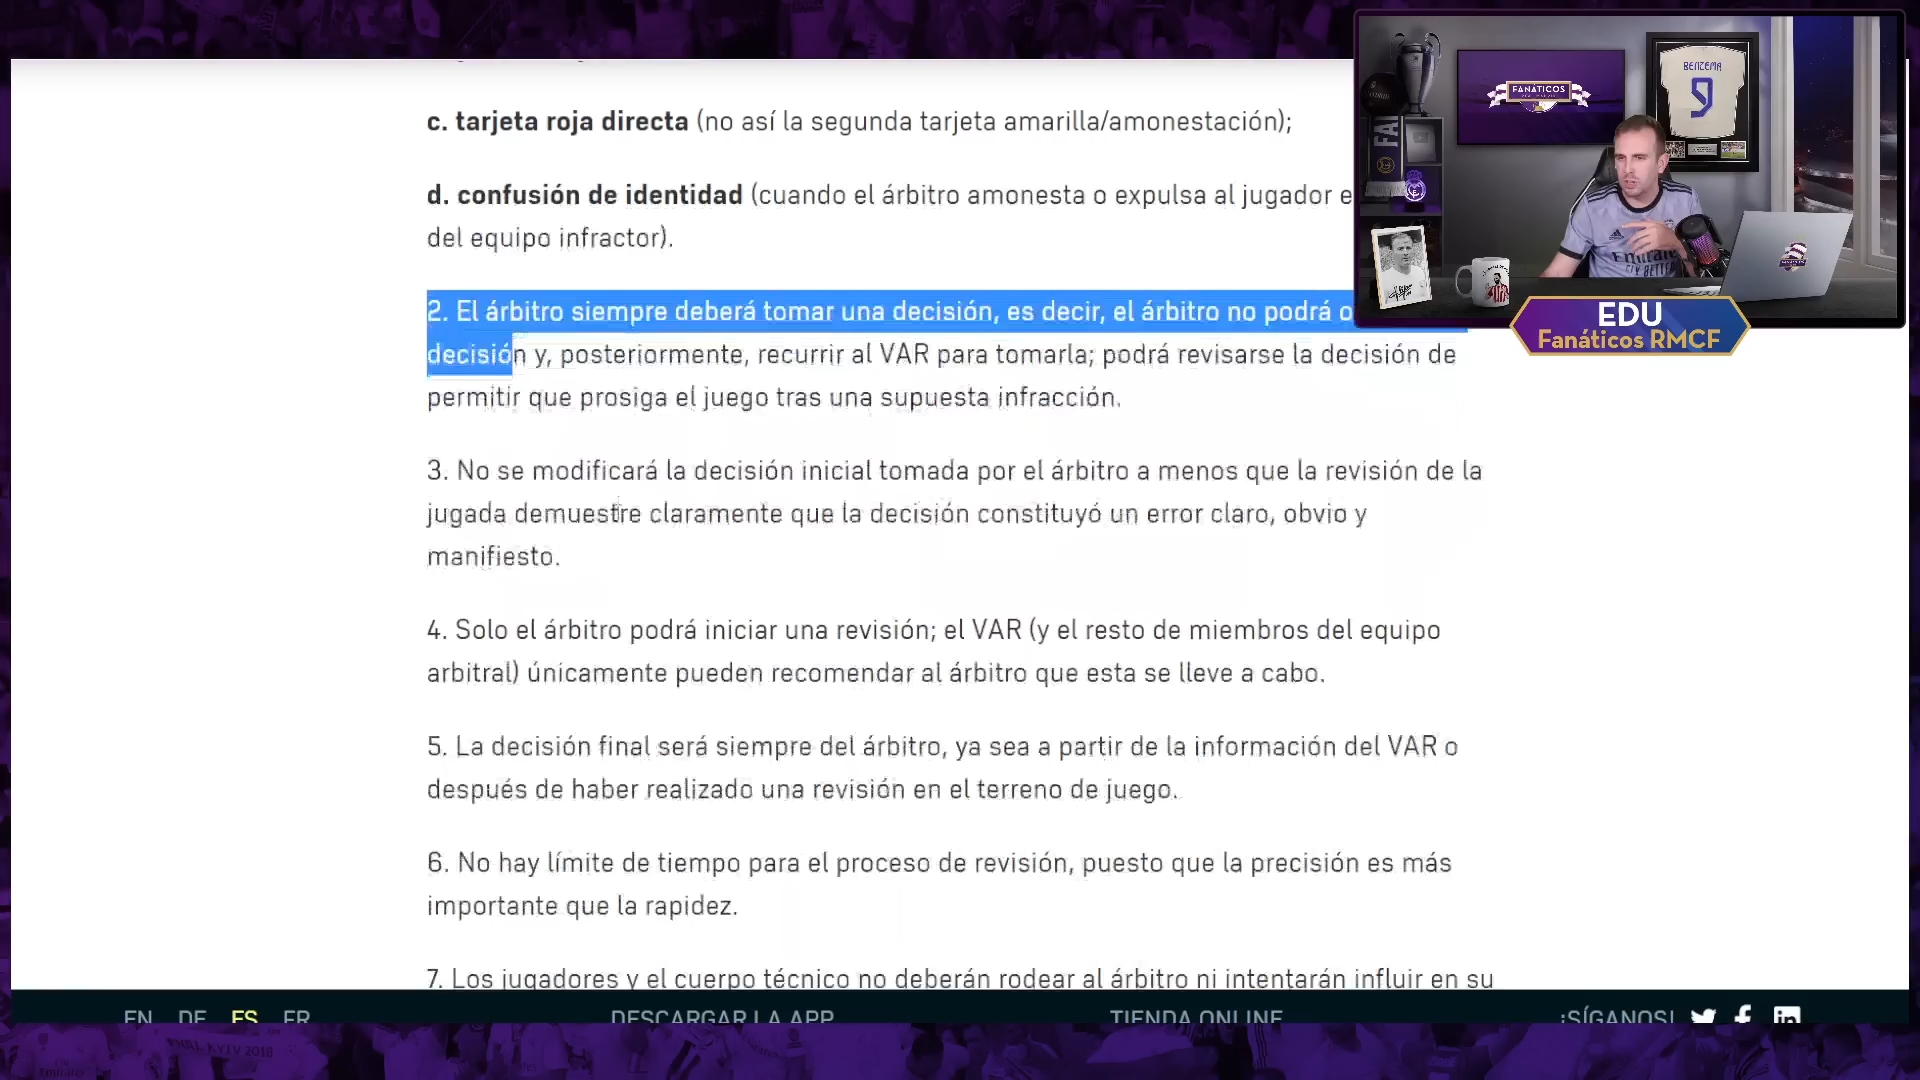 c. tarjeta roja directa (no así la segunda tarjeta amarilla/amonestación);
d. confusión de identidad (cuando el árbitro amonesta o expulsa al jugador
del equipo infractor).
2. El árbitro siempre deberá tomar una decisión, es decir, el árbitro no podrá
decisión y, posteriormente, recurrir al VAR para tomarla; podrá revisarse la decisión de
permitir que prosiga el juego tras una supuesta infracción.
3. No se modificará la decisión inicial tomada por el árbitro a menos que la revisión de la
jugada demuestre claramente que la decisión constituyó un error claro, obvio y
manifiesto.
4. Solo el árbitro podrá iniciar una revisión; el VAR (y el resto de miembros del equipo
arbitral) únicamente pueden recomendar al árbitro que esta se lleve a cabo.
5. La decisión final será siempre del árbitro, ya sea a partir de la información del VAR o
después de haber realizado una revisión en el terreno de juego.
6. No hay límite de tiempo para el proceso de revisión, puesto que la precisión es más
importante que la rapidez.
7. Los jugadores y el cuerpo técnico no deberán rodear al árbitro ni intentarán influir en su
EN DE ES FR DESCARGAR LA APP TIENDA ONLINE ¡SÍGANOS!
FANÁTICOS
BENZEMA
9
Emirates
FLY BETTER
EDU
Fanáticos RMCF
KYIV 2018